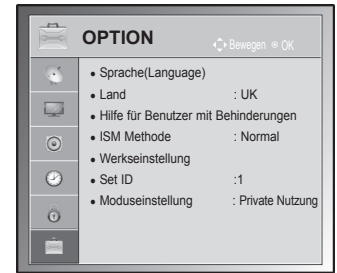 OPTION
Bewegen OK
• Sprache(Language)
• Land : UK
• Hilfe für Benutzer mit Behinderungen
• ISM Methode : Normal
• Werkseinstellung
• Set ID :1
• Moduseinstellung : Private Nutzung